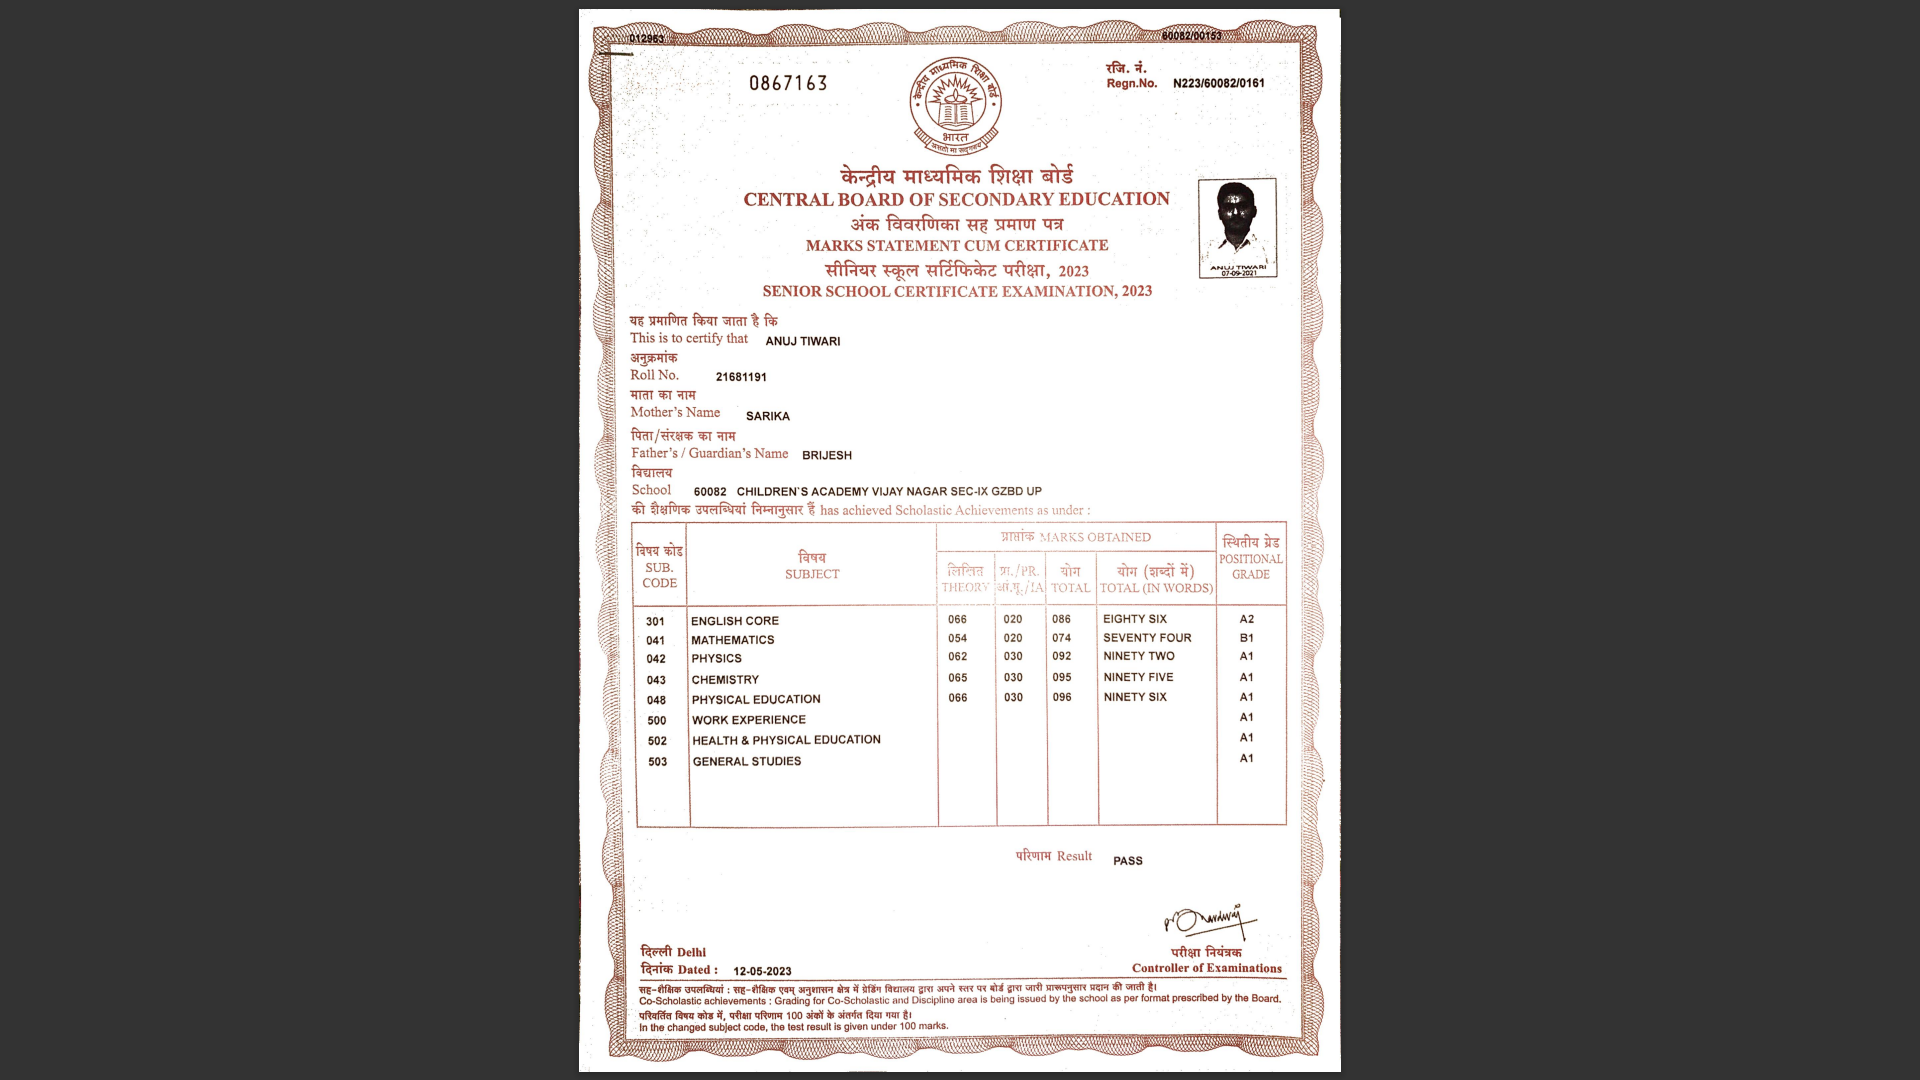 012963
60082/00153
0867163
रजि. नं.
Regn.No. N223/60082/0161
केन्द्रीय माध्यमिक शिक्षा बोर्ड
भारत
असतो मा सद्गमय
केन्द्रीय माध्यमिक शिक्षा बोर्ड
CENTRAL BOARD OF SECONDARY EDUCATION
अंक विवरणिका सह प्रमाण पत्र
MARKS STATEMENT CUM CERTIFICATE
सीनियर स्कूल सर्टिफिकेट परीक्षा, 2023
SENIOR SCHOOL CERTIFICATE EXAMINATION, 2023
ANUJ TIWARI
07-09-2021
यह प्रमाणित किया जाता है कि
This is to certify that ANUJ TIWARI
अनुक्रमांक
Roll No. 21681191
माता का नाम
Mother's Name SARIKA
पिता/संरक्षक का नाम
Father's / Guardian's Name BRIJESH
विद्यालय
School 60082 CHILDREN`S ACADEMY VIJAY NAGAR SEC-IX GZBD UP
की शैक्षणिक उपलब्धियां निम्नानुसार हैं has achieved Scholastic Achievements as under :
विषय कोड SUB. CODE
विषय SUBJECT
प्राप्तांक MARKS OBTAINED
लिखित THEORY
प्रा./PR. आं.मू./IA
योग TOTAL
योग (शब्दों में) TOTAL (IN WORDS)
स्थितीय ग्रेड POSITIONAL GRADE
301 ENGLISH CORE 066 020 086 EIGHTY SIX A2
041 MATHEMATICS 054 020 074 SEVENTY FOUR B1
042 PHYSICS 062 030 092 NINETY TWO A1
043 CHEMISTRY 065 030 095 NINETY FIVE A1
048 PHYSICAL EDUCATION 066 030 096 NINETY SIX A1
500 WORK EXPERIENCE A1
502 HEALTH & PHYSICAL EDUCATION A1
503 GENERAL STUDIES A1
परिणाम Result PASS
दिल्ली Delhi
दिनांक Dated : 12-05-2023
परीक्षा नियंत्रक
Controller of Examinations
सह-शैक्षिक उपलब्धियां : सह-शैक्षिक एवम् अनुशासन क्षेत्र में ग्रेडिंग विद्यालय द्वारा अपने स्तर पर बोर्ड द्वारा जारी प्रारूपनुसार प्रदान की जाती है।
Co-Scholastic achievements : Grading for Co-Scholastic and Discipline area is being issued by the school as per format prescribed by the Board.
परिवर्तित विषय कोड में, परीक्षा परिणाम 100 अंकों के अंतर्गत दिया गया है।
In the changed subject code, the test result is given under 100 marks.